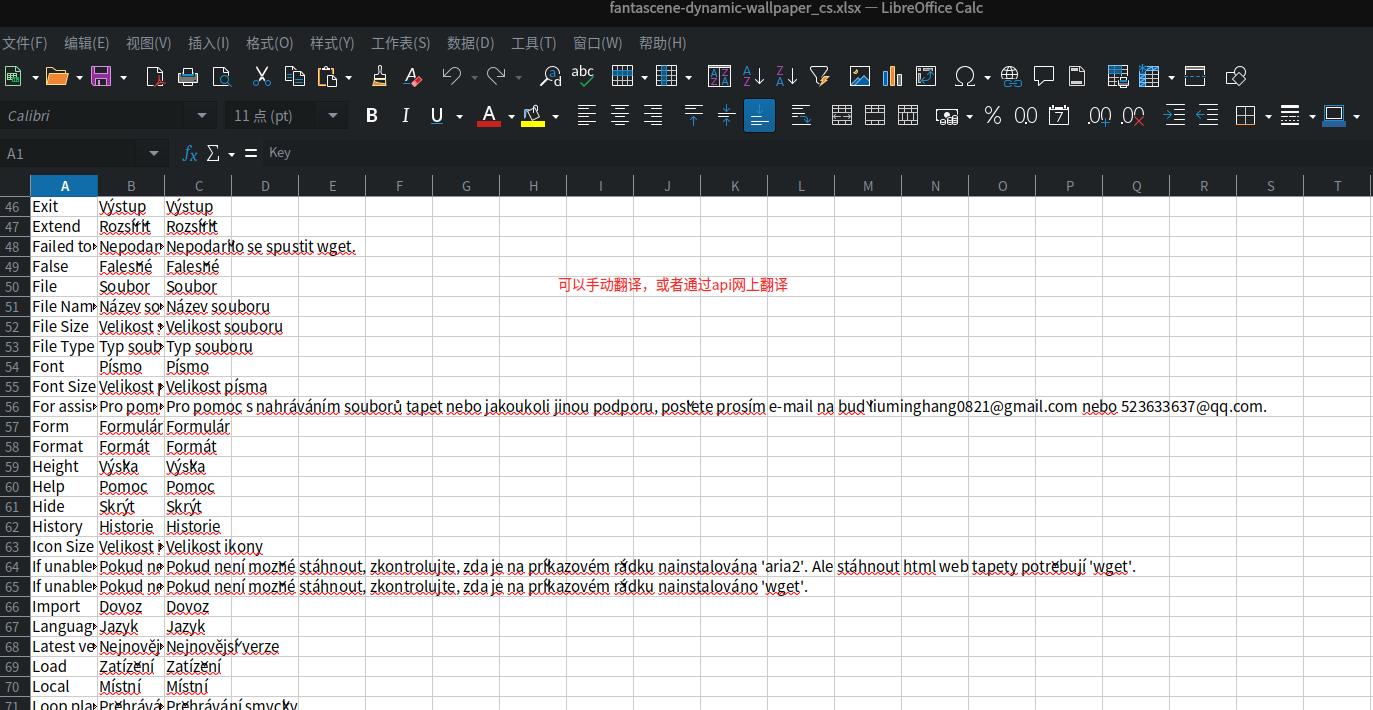 fantascene-dynamic-wallpaper_cs.xlsx — LibreOffice Calc
文件(F) 编辑(E) 视图(V) 插入(I) 格式(O) 样式(Y) 工作表(S) 数据(D) 工具(T) 窗口(W) 帮助(H)
Calibri 11 点 (pt)
A1 Key
A B C D E F G H I J K L M N O P Q R S T
46 Exit Výstup Výstup
47 Extend Rozšířit Rozšířit
48 Failed to Nepodar Nepodařilo se spustit wget.
49 False Falešné Falešné
50 File Soubor Soubor
可以手动翻译，或者通过api网上翻译
51 File Nam Název so Název souboru
52 File Size Velikost s Velikost souboru
53 File Type Typ soub Typ souboru
54 Font Písmo Písmo
55 Font Size Velikost p Velikost písma
56 For assis Pro pom Pro pomoc s nahráváním souborů tapet nebo jakoukoli jinou podporu, pošlete prosím e-mail na buď liuminghang0821@gmail.com nebo 523633637@qq.com.
57 Form Formulář Formulář
58 Format Formát Formát
59 Height Výška Výška
60 Help Pomoc Pomoc
61 Hide Skrýt Skrýt
62 History Historie Historie
63 Icon Size Velikost i Velikost ikony
64 If unable Pokud ne Pokud není možné stáhnout, zkontrolujte, zda je na příkazovém řádku nainstalována 'aria2'. Ale stáhnout html web tapety potřebují 'wget'.
65 If unable Pokud ne Pokud není možné stáhnout, zkontrolujte, zda je na příkazovém řádku nainstalováno 'wget'.
66 Import Dovoz Dovoz
67 Languag Jazyk Jazyk
68 Latest ve Nejnověj Nejnovější verze
69 Load Zatížení Zatížení
70 Local Místní Místní
71 Loop pla Přehrává Přehrávání smyčky